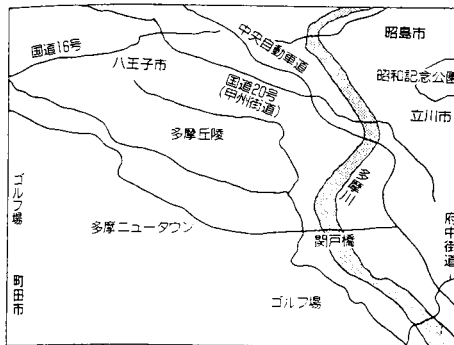 国道16号
中央自動車道
昭島市
八王子市
国道20号
(甲州街道)
昭和記念公園
立川市
多摩丘陵
多摩川
ゴルフ場
多摩ニュータウン
関戸橋
府中街道
町田市
ゴルフ場